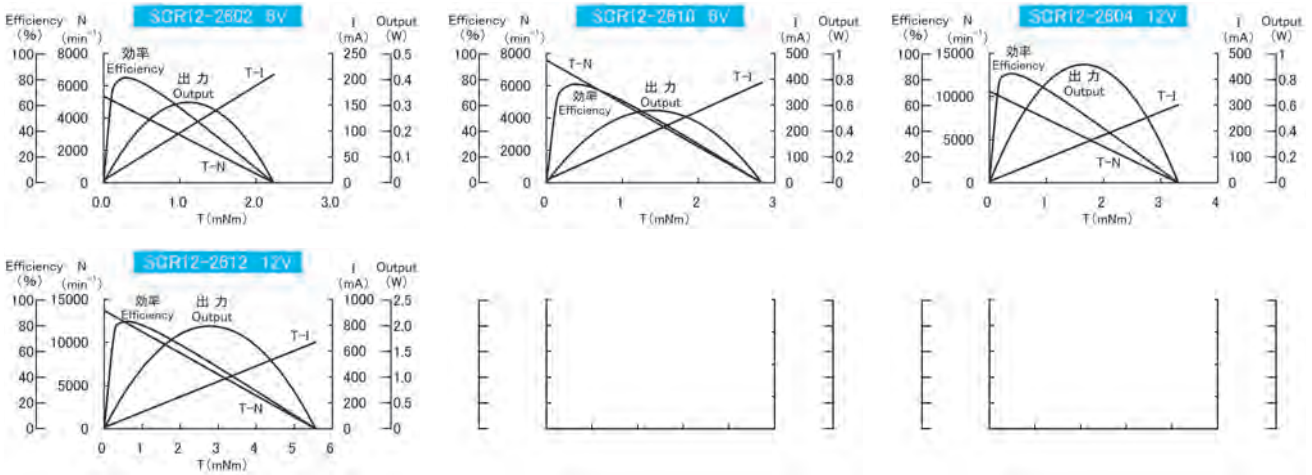 SCR12-2602 6V
Efficiency N
(%) (min⁻¹)
I Output
(mA) (W)
100 8000 250 0.5
80 6000 200 0.4
60 150 0.3
4000
40 100 0.2
20 2000 50 0.1
0 0 0 0
効率
Efficiency
出力
Output
T-I
T-N
0.0 1.0 2.0 3.0
T(mNm)
SCR12-2610 6V
Efficiency N
(%) (min⁻¹)
I Output
(mA) (W)
100 8000 500 1
80 6000 400 0.8
60 300 0.6
4000
40 200 0.4
20 2000 100 0.2
0 0 0 0
T-N
効率
Efficiency
出力
Output
T-I
0 1 2 3
T(mNm)
SCR12-2604 12V
Efficiency N
(%) (min⁻¹)
I Output
(mA) (W)
100 15000 500 1
80 400 0.8
60 10000 300 0.6
40 5000 200 0.4
20 100 0.2
0 0 0 0
効率
Efficiency
出力
Output
T-I
T-N
0 1 2 3 4
T(mNm)
SCR12-2612 12V
Efficiency N
(%) (min⁻¹)
I Output
(mA) (W)
100 15000 1000 2.5
80 800 2.0
60 10000 600 1.5
40 5000 400 1.0
20 200 0.5
0 0 0 0
効率
Efficiency
出力
Output
T-I
T-N
0 1 2 3 4 5 6
T(mNm)